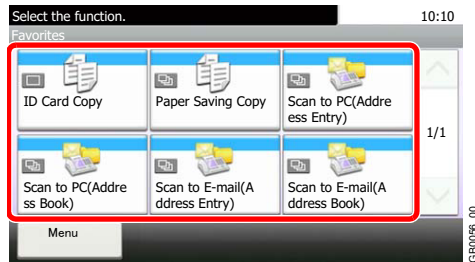 Select the function.
10:10
Favorites
ID Card Copy
Paper Saving Copy
Scan to PC(Addre
ess Entry)
1/1
Scan to PC(Addre
ss Book)
Scan to E-mail(A
ddress Entry)
Scan to E-mail(A
ddress Book)
Menu
GB0056_00